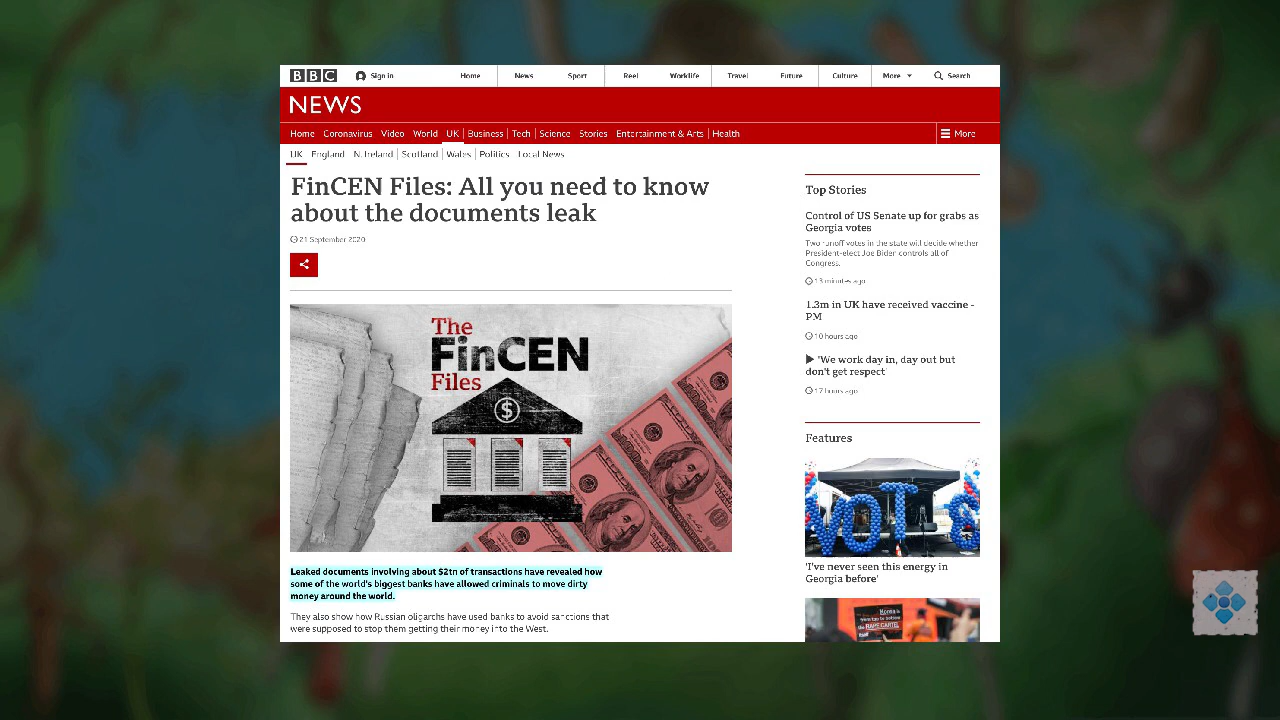 BBC Sign in Home News Sport Reel Worklife Travel Future Culture More Search
NEWS
Home Coronavirus Video World UK Business Tech Science Stories Entertainment & Arts Health More
UK England N. Ireland Scotland Wales Politics Local News
FinCEN Files: All you need to know
about the documents leak
21 September 2020
The
FinCEN
Files
$
Leaked documents involving about $2tn of transactions have revealed how
some of the world's biggest banks have allowed criminals to move dirty
money around the world.
They also show how Russian oligarchs have used banks to avoid sanctions that
were supposed to stop them getting their money into the West.
Top Stories
Control of US Senate up for grabs as
Georgia votes
Two runoff votes in the state will decide whether
President-elect Joe Biden controls all of
Congress.
13 minutes ago
1.3m in UK have received vaccine -
PM
10 hours ago
'We work day in, day out but
don't get respect'
17 hours ago
Features
VOTE
'I've never seen this energy in
Georgia before'